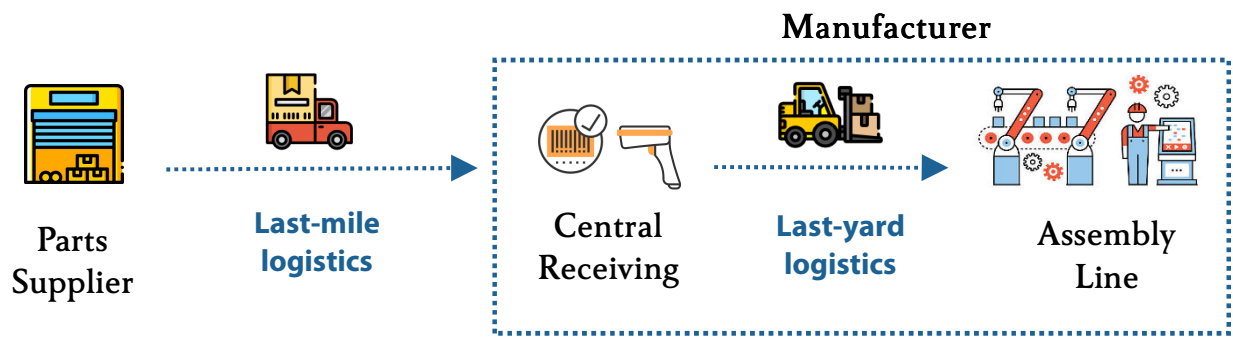 Manufacturer
Parts
Supplier
Last-mile
logistics
Central
Receiving
Last-yard
logistics
Assembly
Line